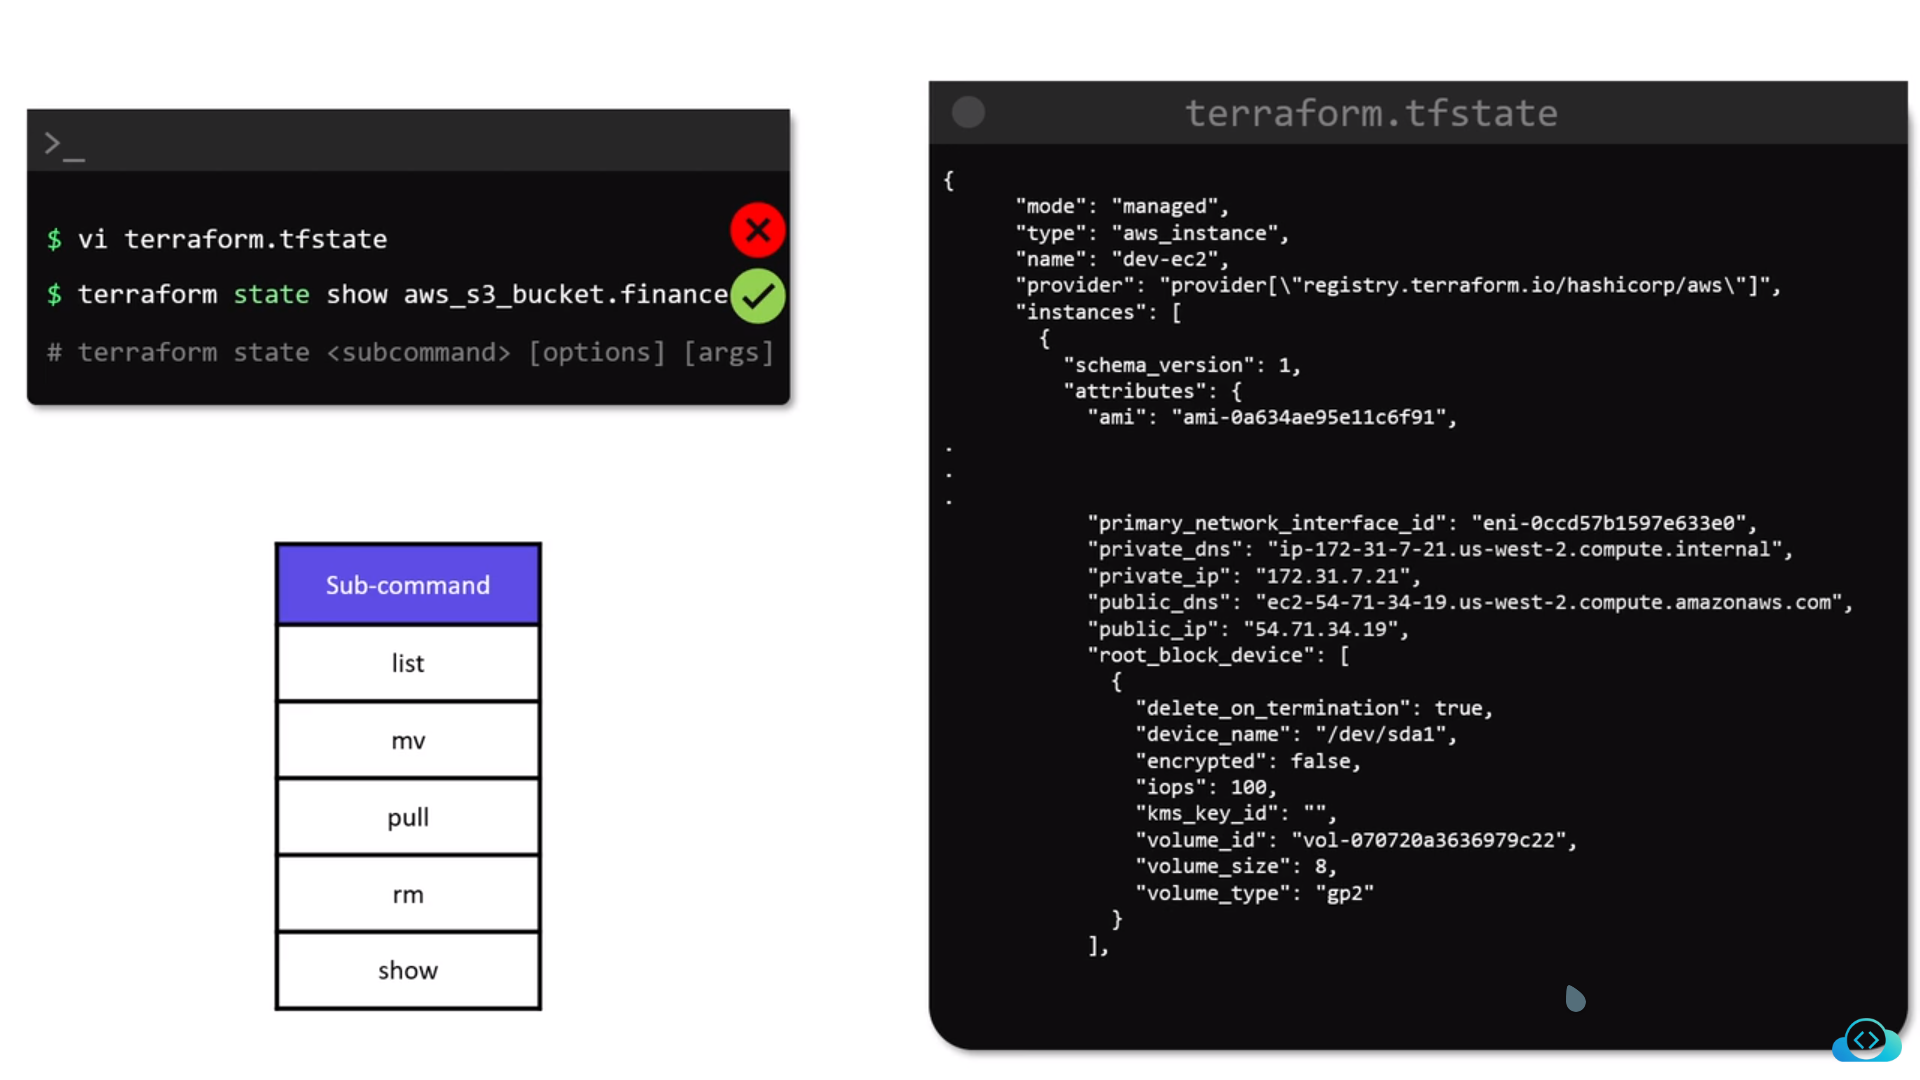 >_
$ vi terraform.tfstate
$ terraform state show aws_s3_bucket.finance
# terraform state <subcommand> [options] [args]
Sub-command
list
mv
pull
rm
show
terraform.tfstate
{
"mode": "managed",
"type": "aws_instance",
"name": "dev-ec2",
"provider": "provider[\"registry.terraform.io/hashicorp/aws\"]",
"instances": [
{
"schema_version": 1,
"attributes": {
"ami": "ami-0a634ae95e11c6f91",
.
.
.
"primary_network_interface_id": "eni-0ccd57b1597e633e0",
"private_dns": "ip-172-31-7-21.us-west-2.compute.internal",
"private_ip": "172.31.7.21",
"public_dns": "ec2-54-71-34-19.us-west-2.compute.amazonaws.com",
"public_ip": "54.71.34.19",
"root_block_device": [
{
"delete_on_termination": true,
"device_name": "/dev/sda1",
"encrypted": false,
"iops": 100,
"kms_key_id": "",
"volume_id": "vol-070720a3636979c22",
"volume_size": 8,
"volume_type": "gp2"
}
],